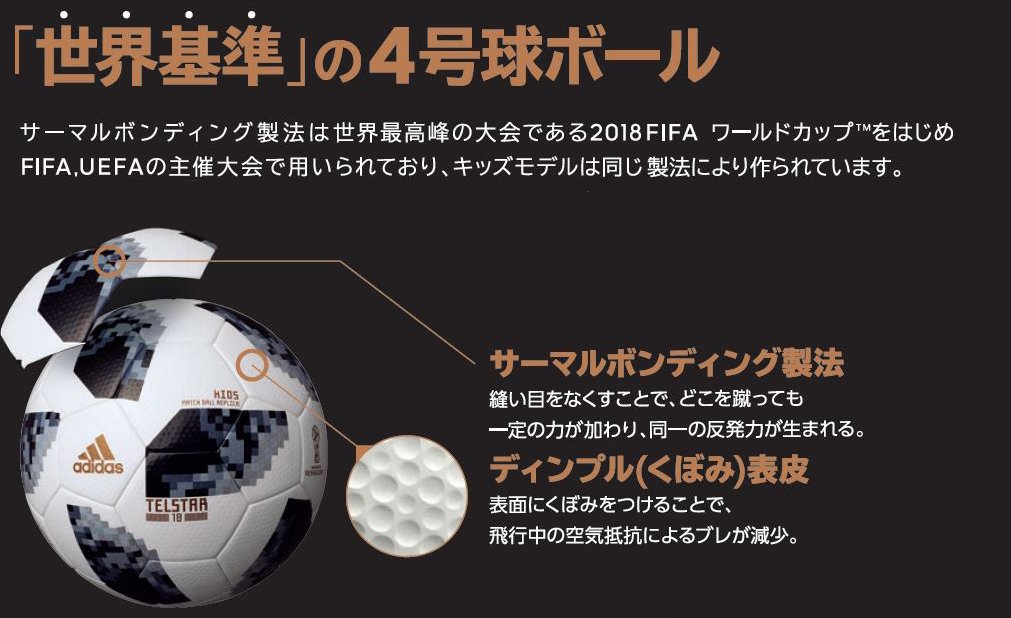 「世界基準」の4号球ボール
サーマルボンディング製法は世界最高峰の大会である2018FIFA ワールドカップ™をはじめ
FIFA,UEFAの主催大会で用いられており、キッズモデルは同じ製法により作られています。
KIDS
MATCH BALL REPLICA
adidas
TELSTAR
18
サーマルボンディング製法
縫い目をなくすことで、どこを蹴っても
一定の力が加わり、同一の反発力が生まれる。
ディンプル(くぼみ)表皮
表面にくぼみをつけることで、
飛行中の空気抵抗によるブレが減少。